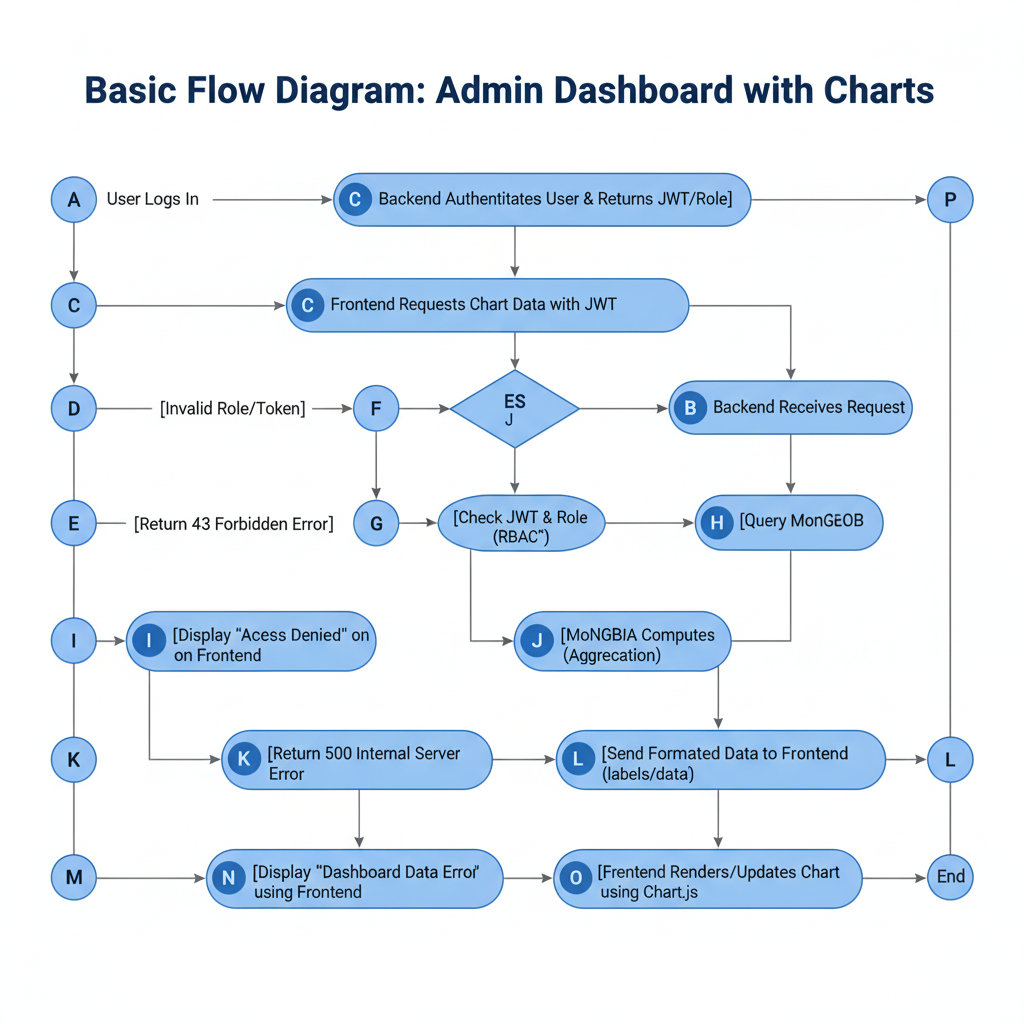 Basic Flow Diagram: Admin Dashboard with Charts
A
User Logs In
C
Backend Authentitates User & Returns JWT/Role]
P
C
C
Frontend Requests Chart Data with JWT
D
[Invalid Role/Token]
F
ES
J
B
Backend Receives Request
E
[Return 43 Forbidden Error]
G
[Check JWT & Role
(RBAC")
H
[Query MonGEOB
I
I
[Display "Acess Denied" on
on Frontend
J
[MoNGBIA Computes
(Aggrecation)
K
K
[Return 500 Internal Server
Error
L
[Send Formated Data to Frontend
(labels/data)
L
M
N
[Display "Dashboard Data Error'
using Frontend
O
[Frentend Renders/Updates Chart
using Chart.js
End